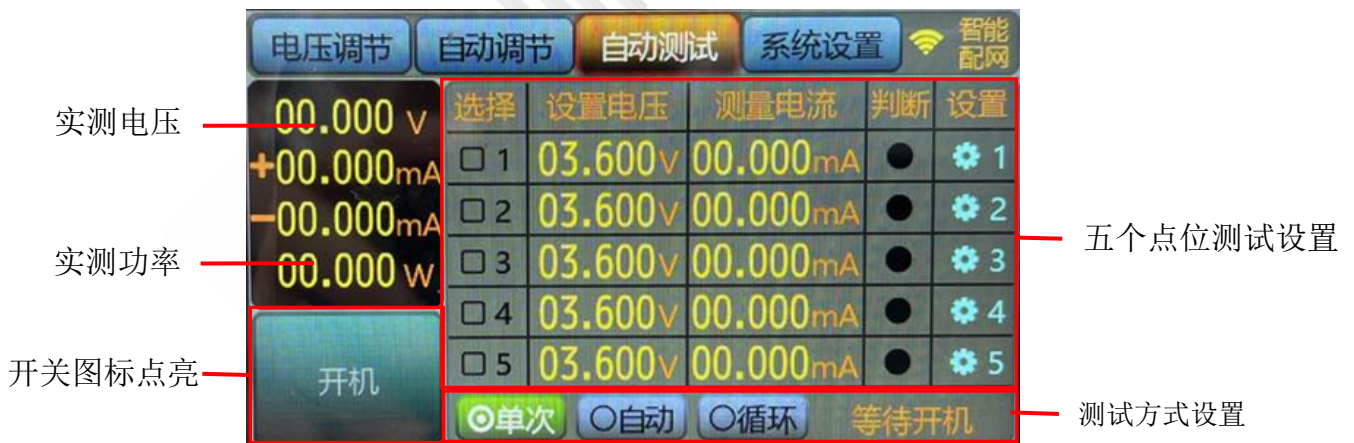 电压调节 自动调节 自动测试 系统设置 智能配网
实测电压
00.000 V
+00.000mA
-00.000mA
实测功率
00.000 W
开关图标点亮
开机
选择 设置电压 测量电流 判断 设置
1 03.600V 00.000mA 1
2 03.600V 00.000mA 2
3 03.600V 00.000mA 3
4 03.600V 00.000mA 4
5 03.600V 00.000mA 5
单次 自动 循环 等待开机
五个点位测试设置
测试方式设置